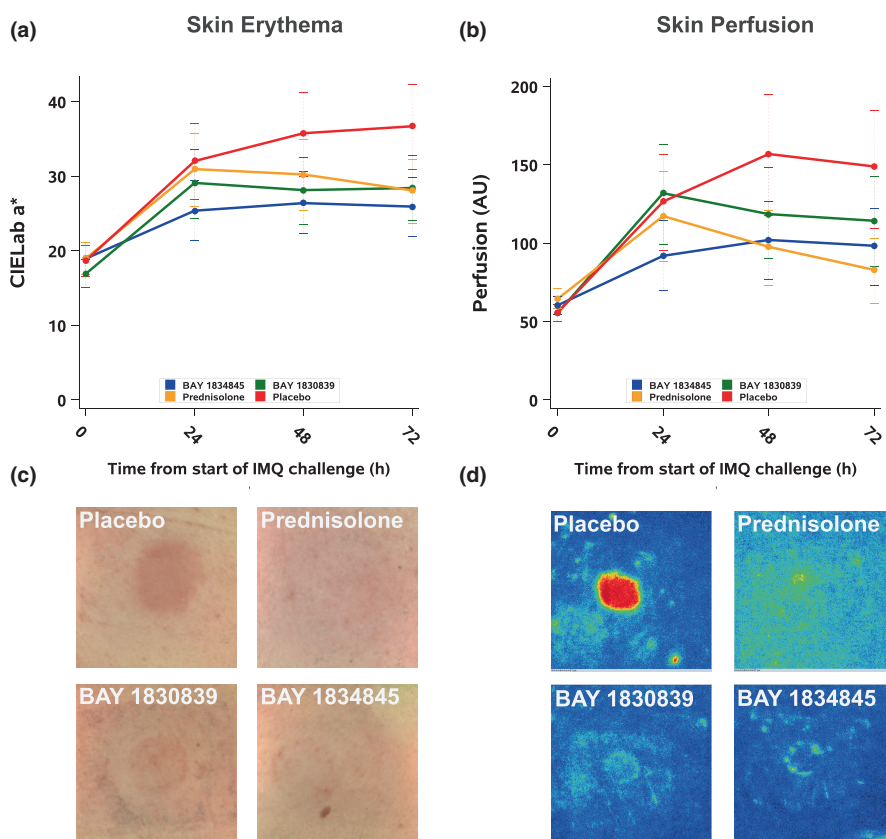 (a)
Skin Erythema
CIELab a*
40
30
20
10
0
BAY 1834845
BAY 1830839
Prednisolone
Placebo
0
24
48
72
Time from start of IMQ challenge (h)
(b)
Skin Perfusion
Perfusion (AU)
200
150
100
50
0
BAY 1834845
BAY 1830839
Prednisolone
Placebo
0
24
48
72
Time from start of IMQ challenge (h)
(c)
Placebo
Prednisolone
BAY 1830839
BAY 1834845
(d)
Placebo
Prednisolone
BAY 1830839
BAY 1834845